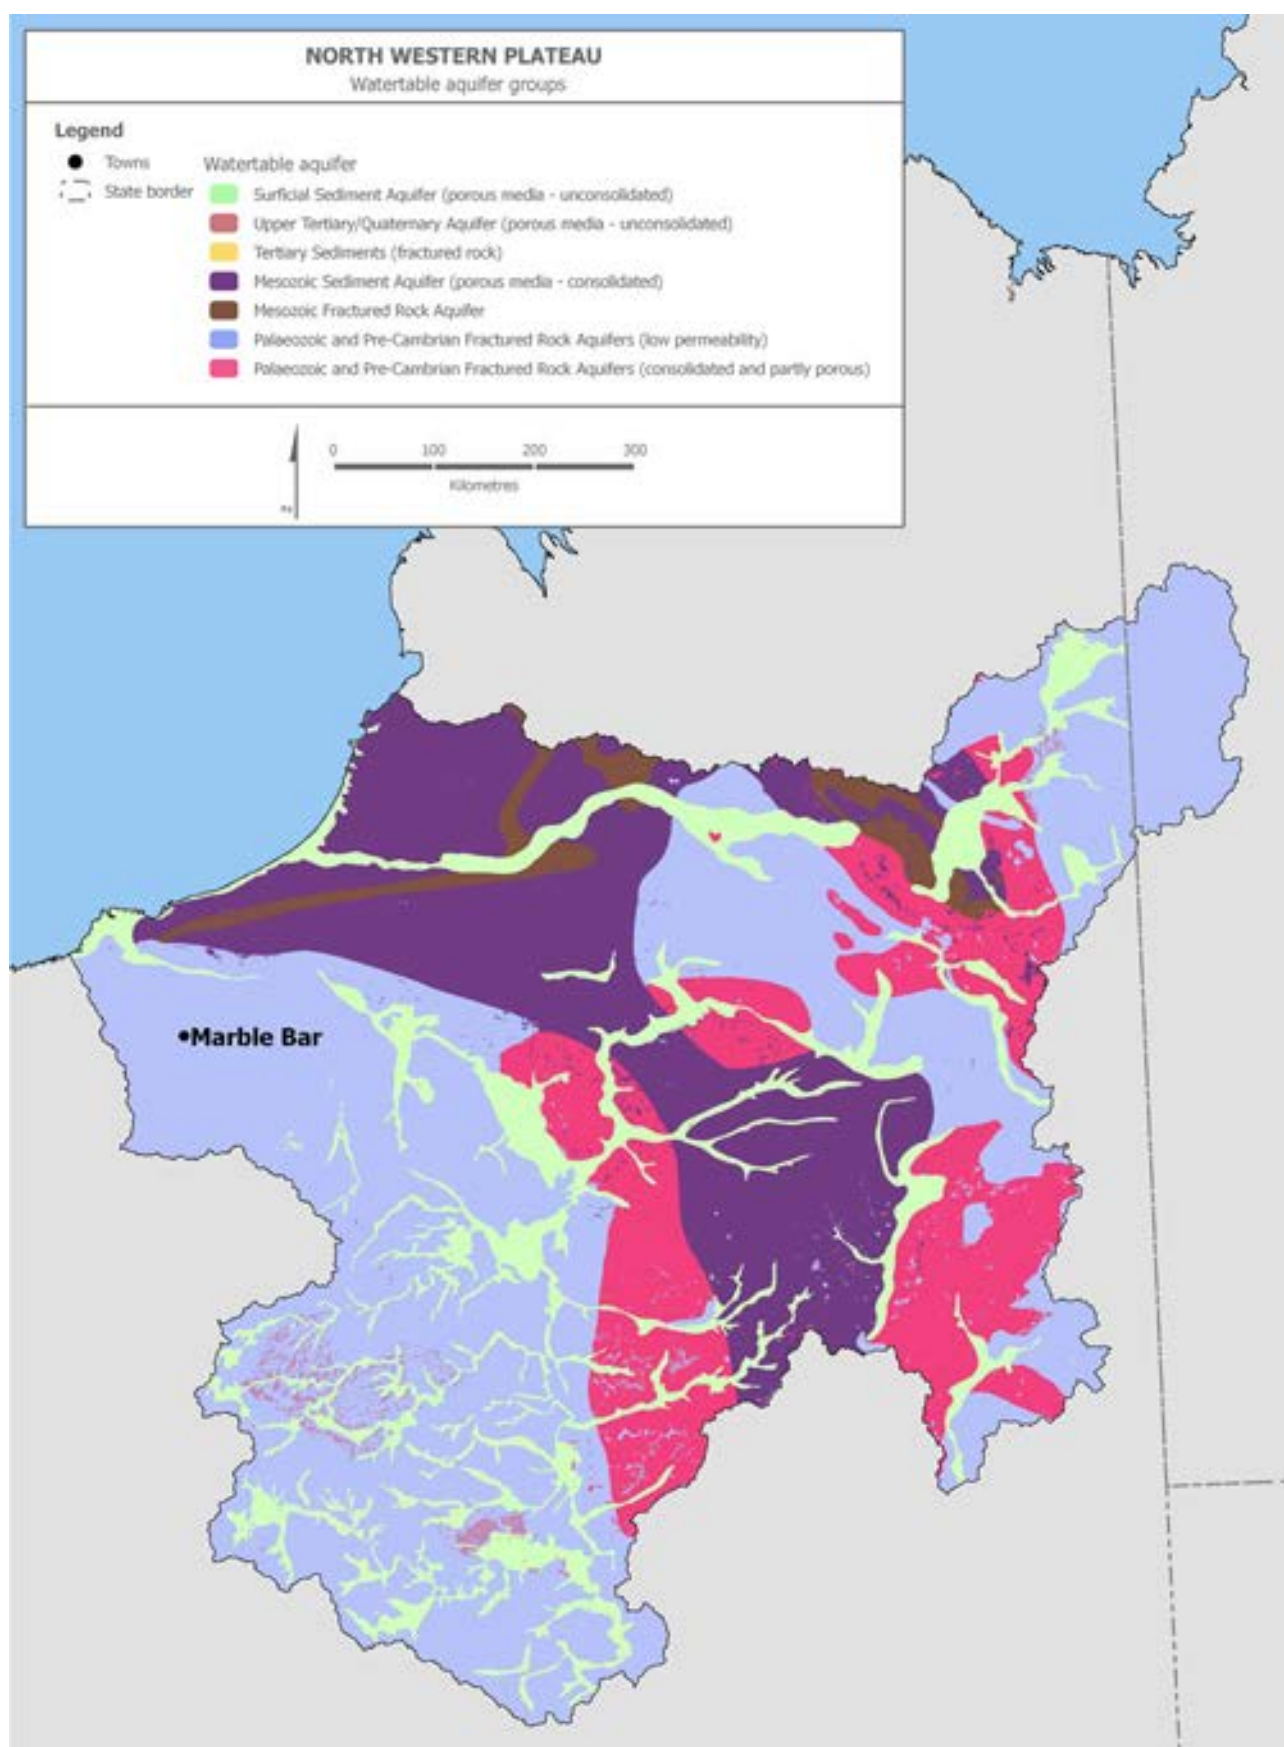 NORTH WESTERN PLATEAU
Watertable aquifer groups
Legend
Towns
State border
Watertable aquifer
Surficial Sediment Aquifer (porous media - unconsolidated)
Upper Tertiary/Quaternary Aquifer (porous media - unconsolidated)
Tertiary Sediments (fractured rock)
Mesozoic Sediment Aquifer (porous media - consolidated)
Mesozoic Fractured Rock Aquifer
Palaeozoic and Pre-Cambrian Fractured Rock Aquifers (low permeability)
Palaeozoic and Pre-Cambrian Fractured Rock Aquifers (consolidated and partly porous)
N
0 100 200 300
Kilometres
Marble Bar